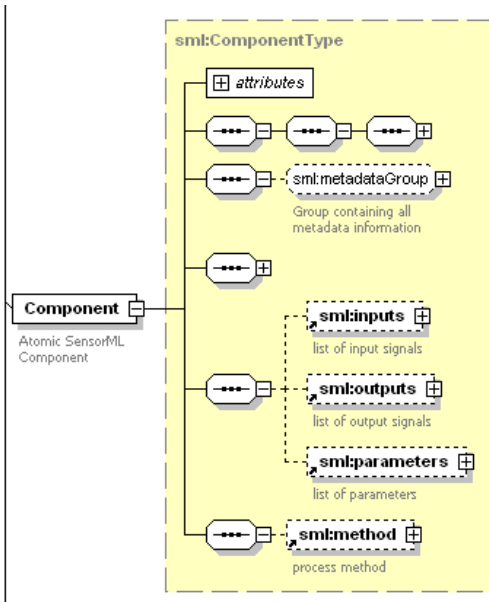 sml:ComponentType
attributes
sml:metadataGroup
Group containing all
metadata information
Component
Atomic SensorML
Component
sml:inputs
list of input signals
sml:outputs
list of output signals
sml:parameters
list of parameters
sml:method
process method